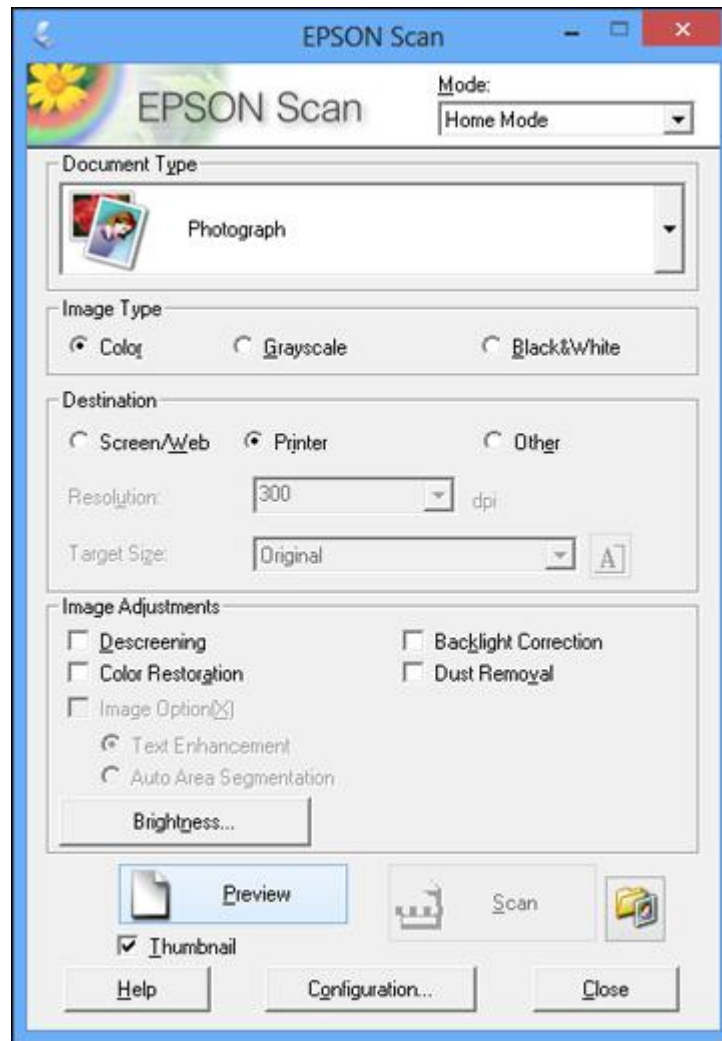 EPSON Scan
EPSON Scan
Mode:
Home Mode
Document Type
Photograph
Image Type
Color Grayscale Black&White
Destination
Screen/Web Printer Other
Resolution: 300 dpi
Target Size: Original A
Image Adjustments
Descreening Backlight Correction
Color Restoration Dust Removal
Image Option(X)
Text Enhancement
Auto Area Segmentation
Brightness...
Preview Scan
Thumbnail
Help Configuration... Close